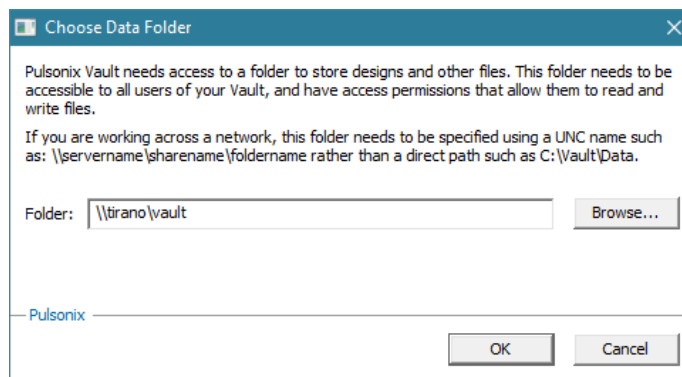 Choose Data Folder
Pulsonix Vault needs access to a folder to store designs and other files. This folder needs to be
accessible to all users of your Vault, and have access permissions that allow them to read and
write files.
If you are working across a network, this folder needs to be specified using a UNC name such
as: \\servername\sharename\foldername rather than a direct path such as C:\Vault\Data.
Folder: \\tirano\vault Browse...
Pulsonix
OK Cancel